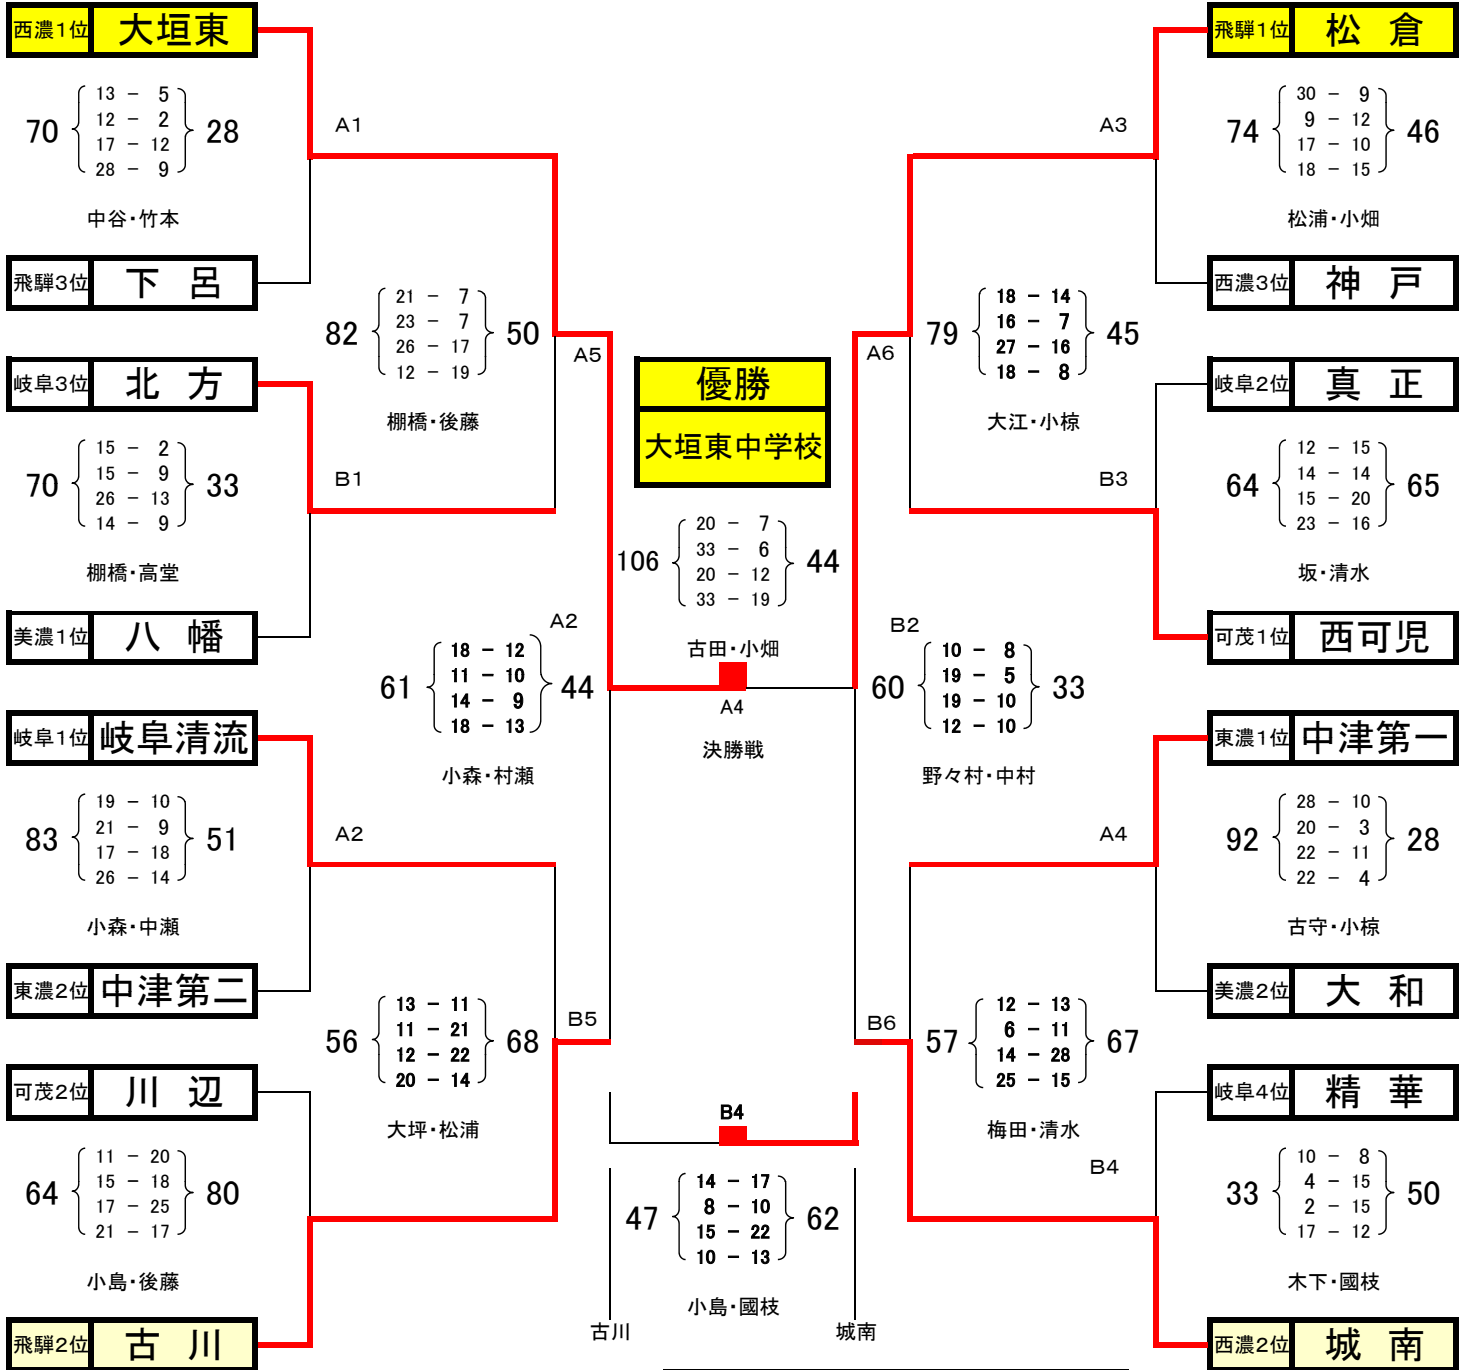 西濃1位 大垣東
70 13 － 5 28
12 － 2
17 － 12
28 － 9
中谷・竹本
A1
飛騨3位 下 呂
82 21 － 7 50
23 － 7
26 － 17
12 － 19
棚橋・後藤
A5
岐阜3位 北 方
70 15 － 2 33
15 － 9
26 － 13
14 － 9
棚橋・高堂
B1
美濃1位 八 幡
A2
61 18 － 12 44
11 － 10
14 － 9
18 － 13
小森・村瀬
岐阜1位 岐阜清流
83 19 － 10 51
21 － 9
17 － 18
26 － 14
小森・中瀬
A2
東濃2位 中津第二
56 13 － 11 68
11 － 21
12 － 22
20 － 14
大坪・松浦
B5
可茂2位 川 辺
64 11 － 20 80
15 － 18
17 － 25
21 － 17
小島・後藤
飛騨2位 古 川
優勝
大垣東中学校
106 20 － 7 44
33 － 6
20 － 12
33 － 19
古田・小畑
A4
決勝戦
B4
47 14 － 17 62
8 － 10
15 － 22
10 － 13
小島・國枝
古川 城南
飛騨1位 松 倉
74 30 － 9 46
9 － 12
17 － 10
18 － 15
松浦・小畑
A3
西濃3位 神 戸
79 18 － 14 45
16 － 7
27 － 16
18 － 8
大江・小椋
A6
岐阜2位 真 正
64 12 － 15 65
14 － 14
15 － 20
23 － 16
坂・清水
B3
可茂1位 西可児
B2
60 10 － 8 33
19 － 5
19 － 10
12 － 10
野々村・中村
東濃1位 中津第一
92 28 － 10 28
20 － 3
22 － 11
22 － 4
古守・小椋
A4
美濃2位 大 和
57 12 － 13 67
6 － 11
14 － 28
25 － 15
梅田・清水
B6
岐阜4位 精 華
33 10 － 8 50
4 － 15
2 － 15
17 － 12
木下・國枝
B4
西濃2位 城 南